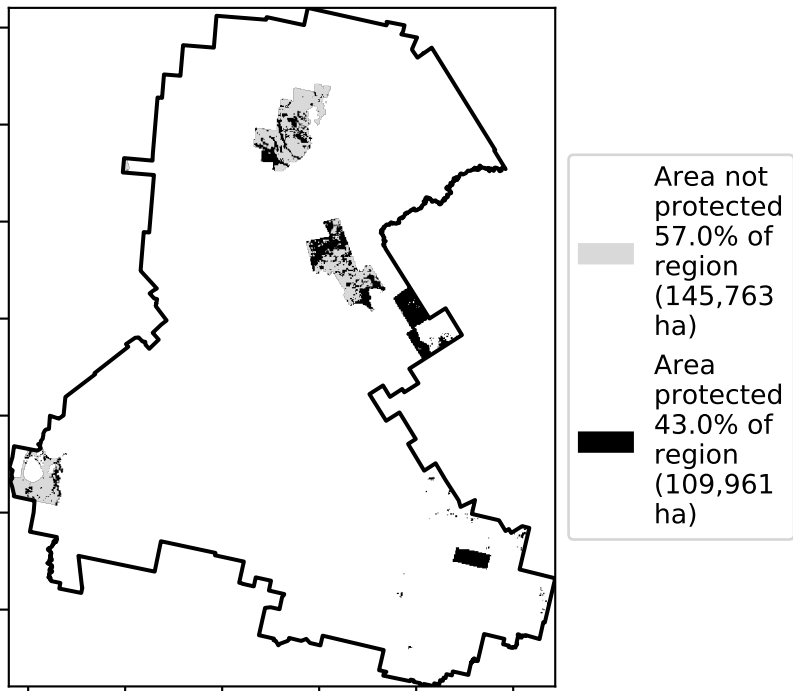 Area not
protected
57.0% of
region
(145,763
ha)
Area
protected
43.0% of
region
(109,961
ha)